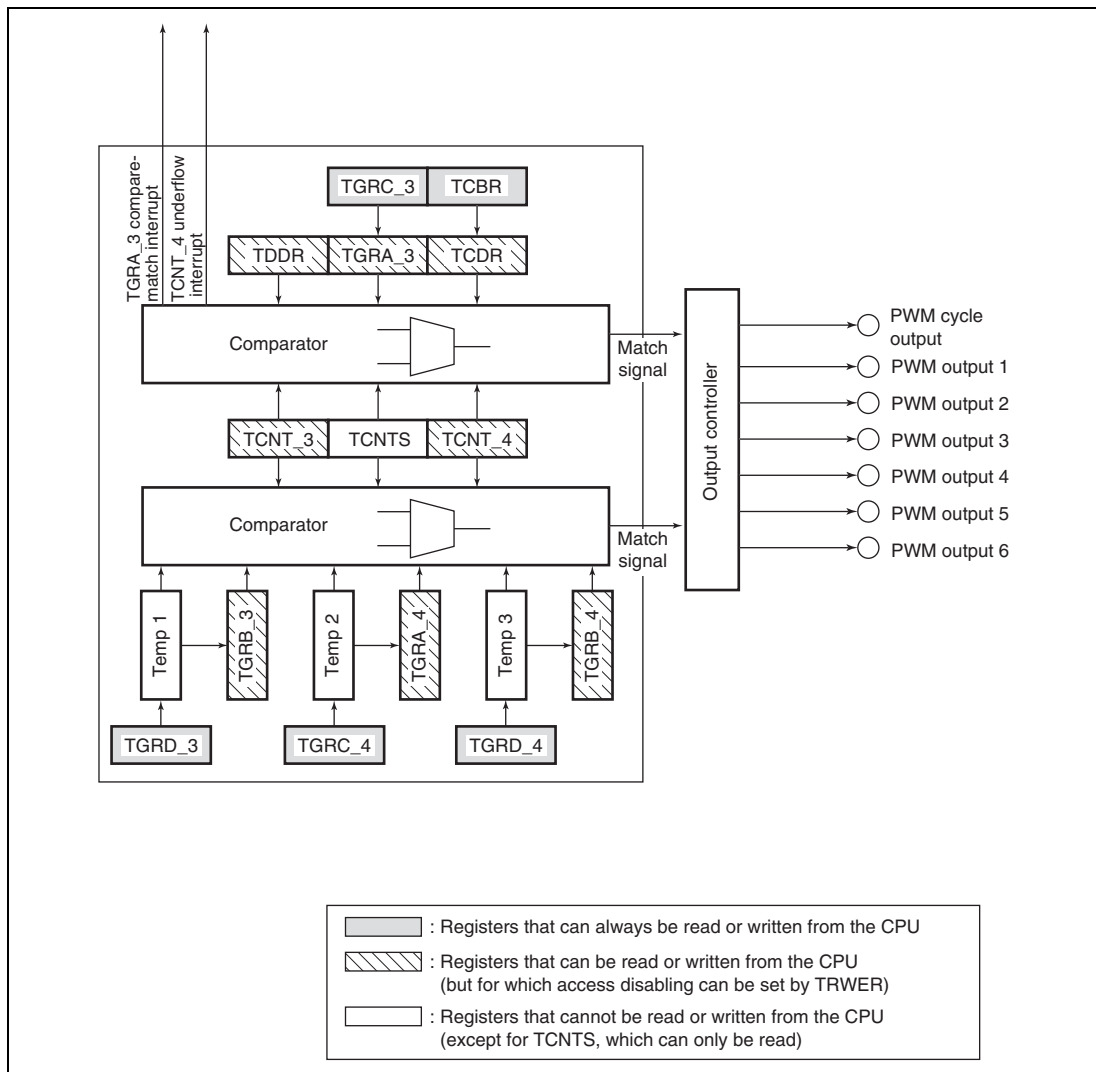 TGRA_3 compare-
match interrupt
TCNT_4 underflow
interrupt
TGRC_3
TCBR
TDDR
TGRA_3
TCDR
Comparator
Match
signal
TCNT_3
TCNTS
TCNT_4
Comparator
Match
signal
Temp 1
TGRB_3
Temp 2
TGRA_4
Temp 3
TGRB_4
TGRD_3
TGRC_4
TGRD_4
Output controller
PWM cycle
output
PWM output 1
PWM output 2
PWM output 3
PWM output 4
PWM output 5
PWM output 6
: Registers that can always be read or written from the CPU
: Registers that can be read or written from the CPU
(but for which access disabling can be set by TRWER)
: Registers that cannot be read or written from the CPU
(except for TCNTS, which can only be read)